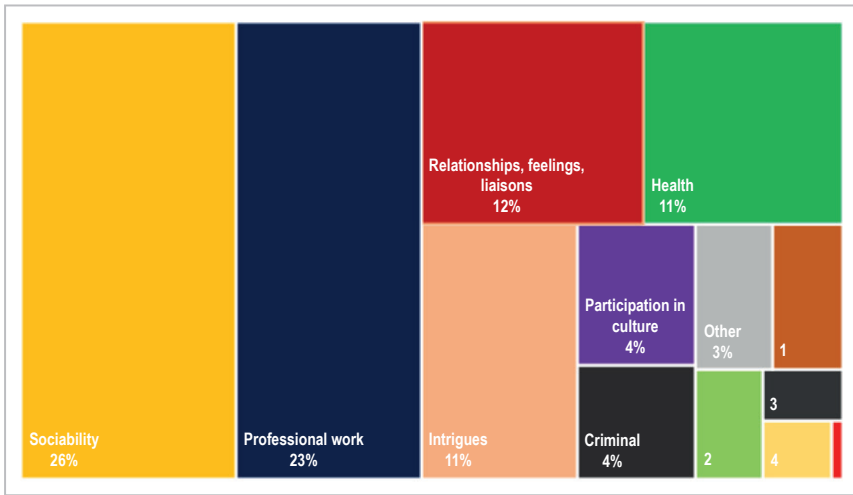 Relationships, feelings,
liaisons
12%
Health
11%
Participation in
culture
4%
Other
3%
1
3
Sociability
26%
Professional work
23%
Intrigues
11%
Criminal
4%
2
4